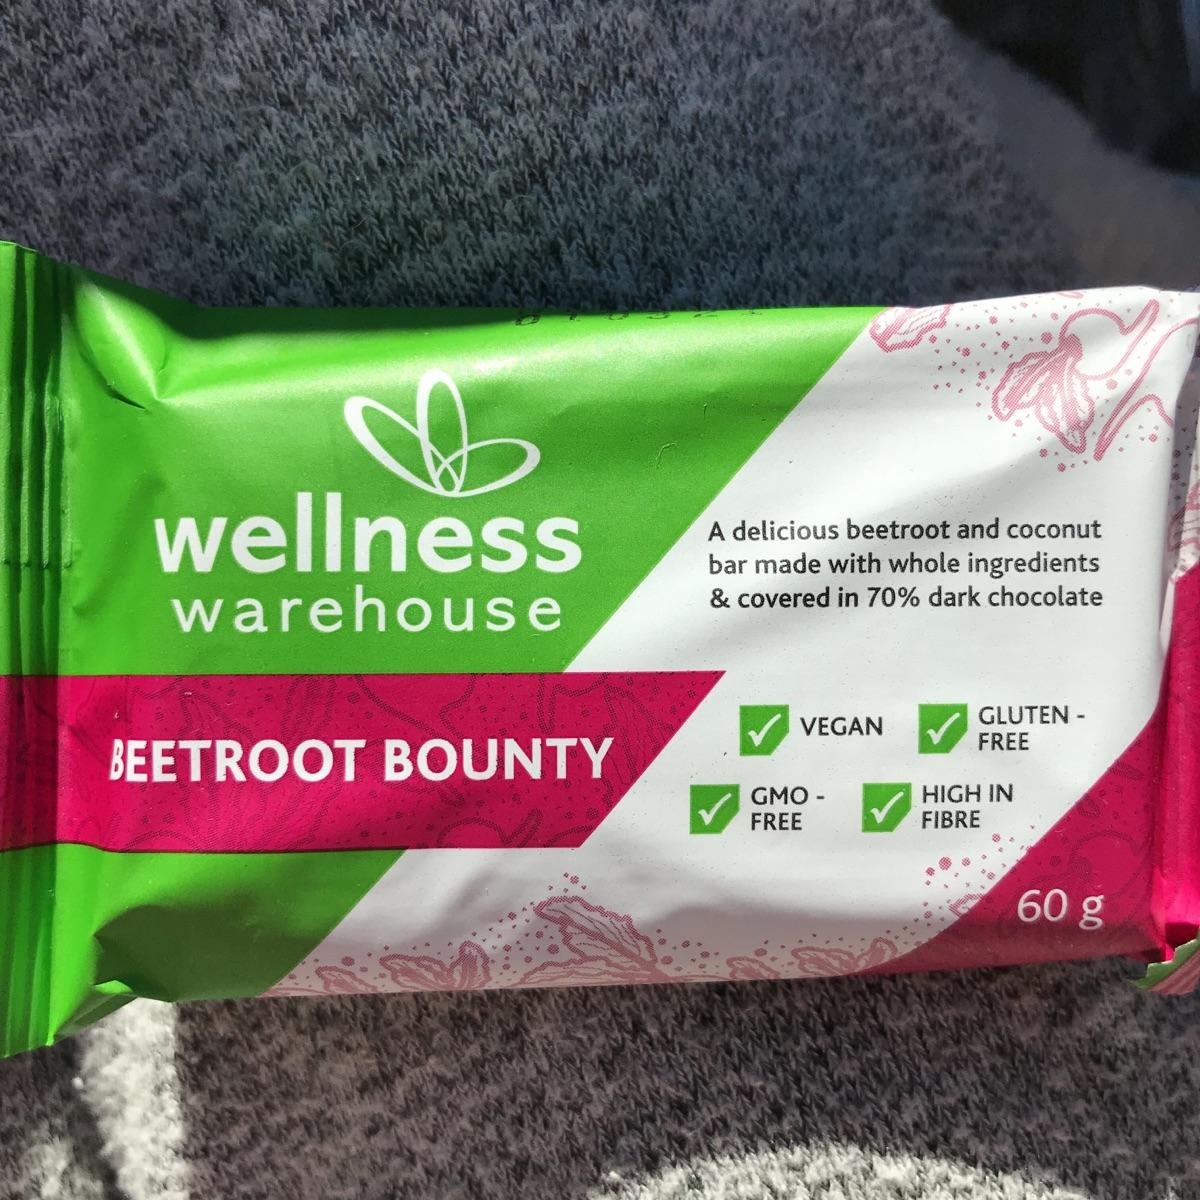 wellness
warehouse
BEETROOT BOUNTY
A delicious beetroot and coconut
bar made with whole ingredients
& covered in 70% dark chocolate
VEGAN
GLUTEN -
FREE
GMO -
FREE
HIGH IN
FIBRE
60 g